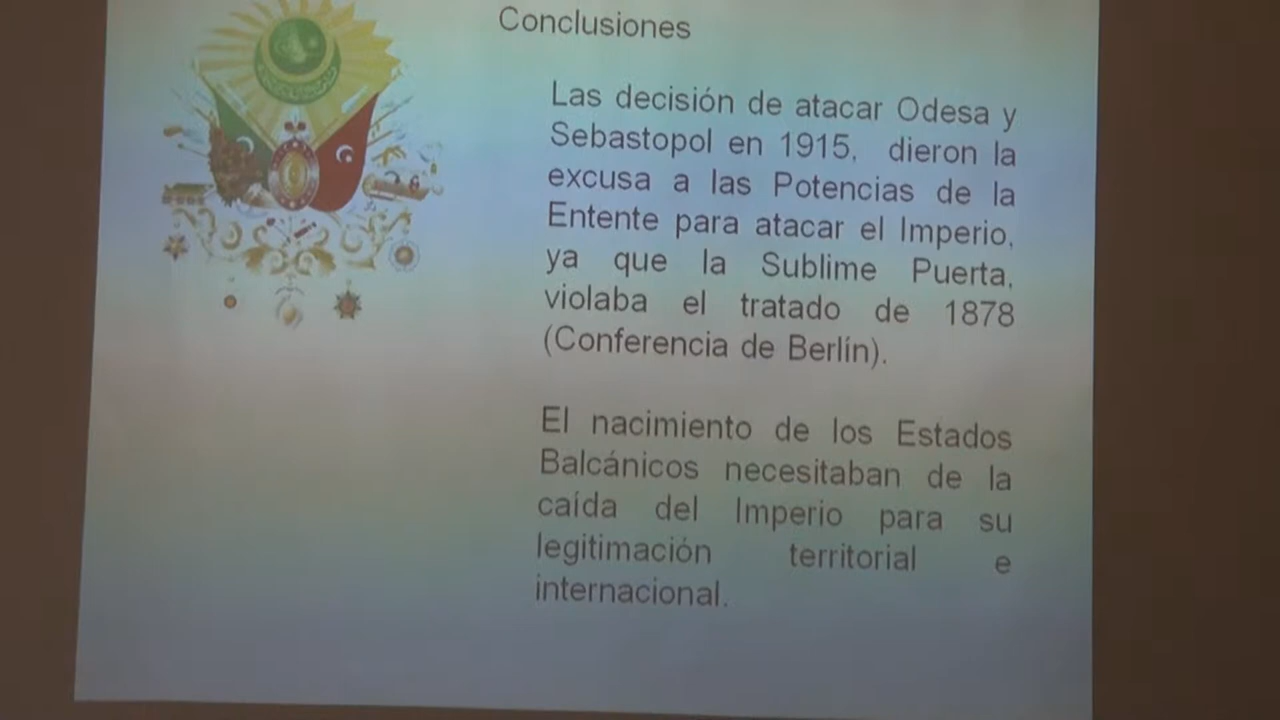 Conclusiones
Las decisión de atacar Odesa y
Sebastopol en 1915, dieron la
excusa a las Potencias de la
Entente para atacar el Imperio,
ya que la Sublime Puerta,
violaba el tratado de 1878
(Conferencia de Berlín).
El nacimiento de los Estados
Balcánicos necesitaban de la
caída del Imperio para su
legitimación territorial e
internacional.